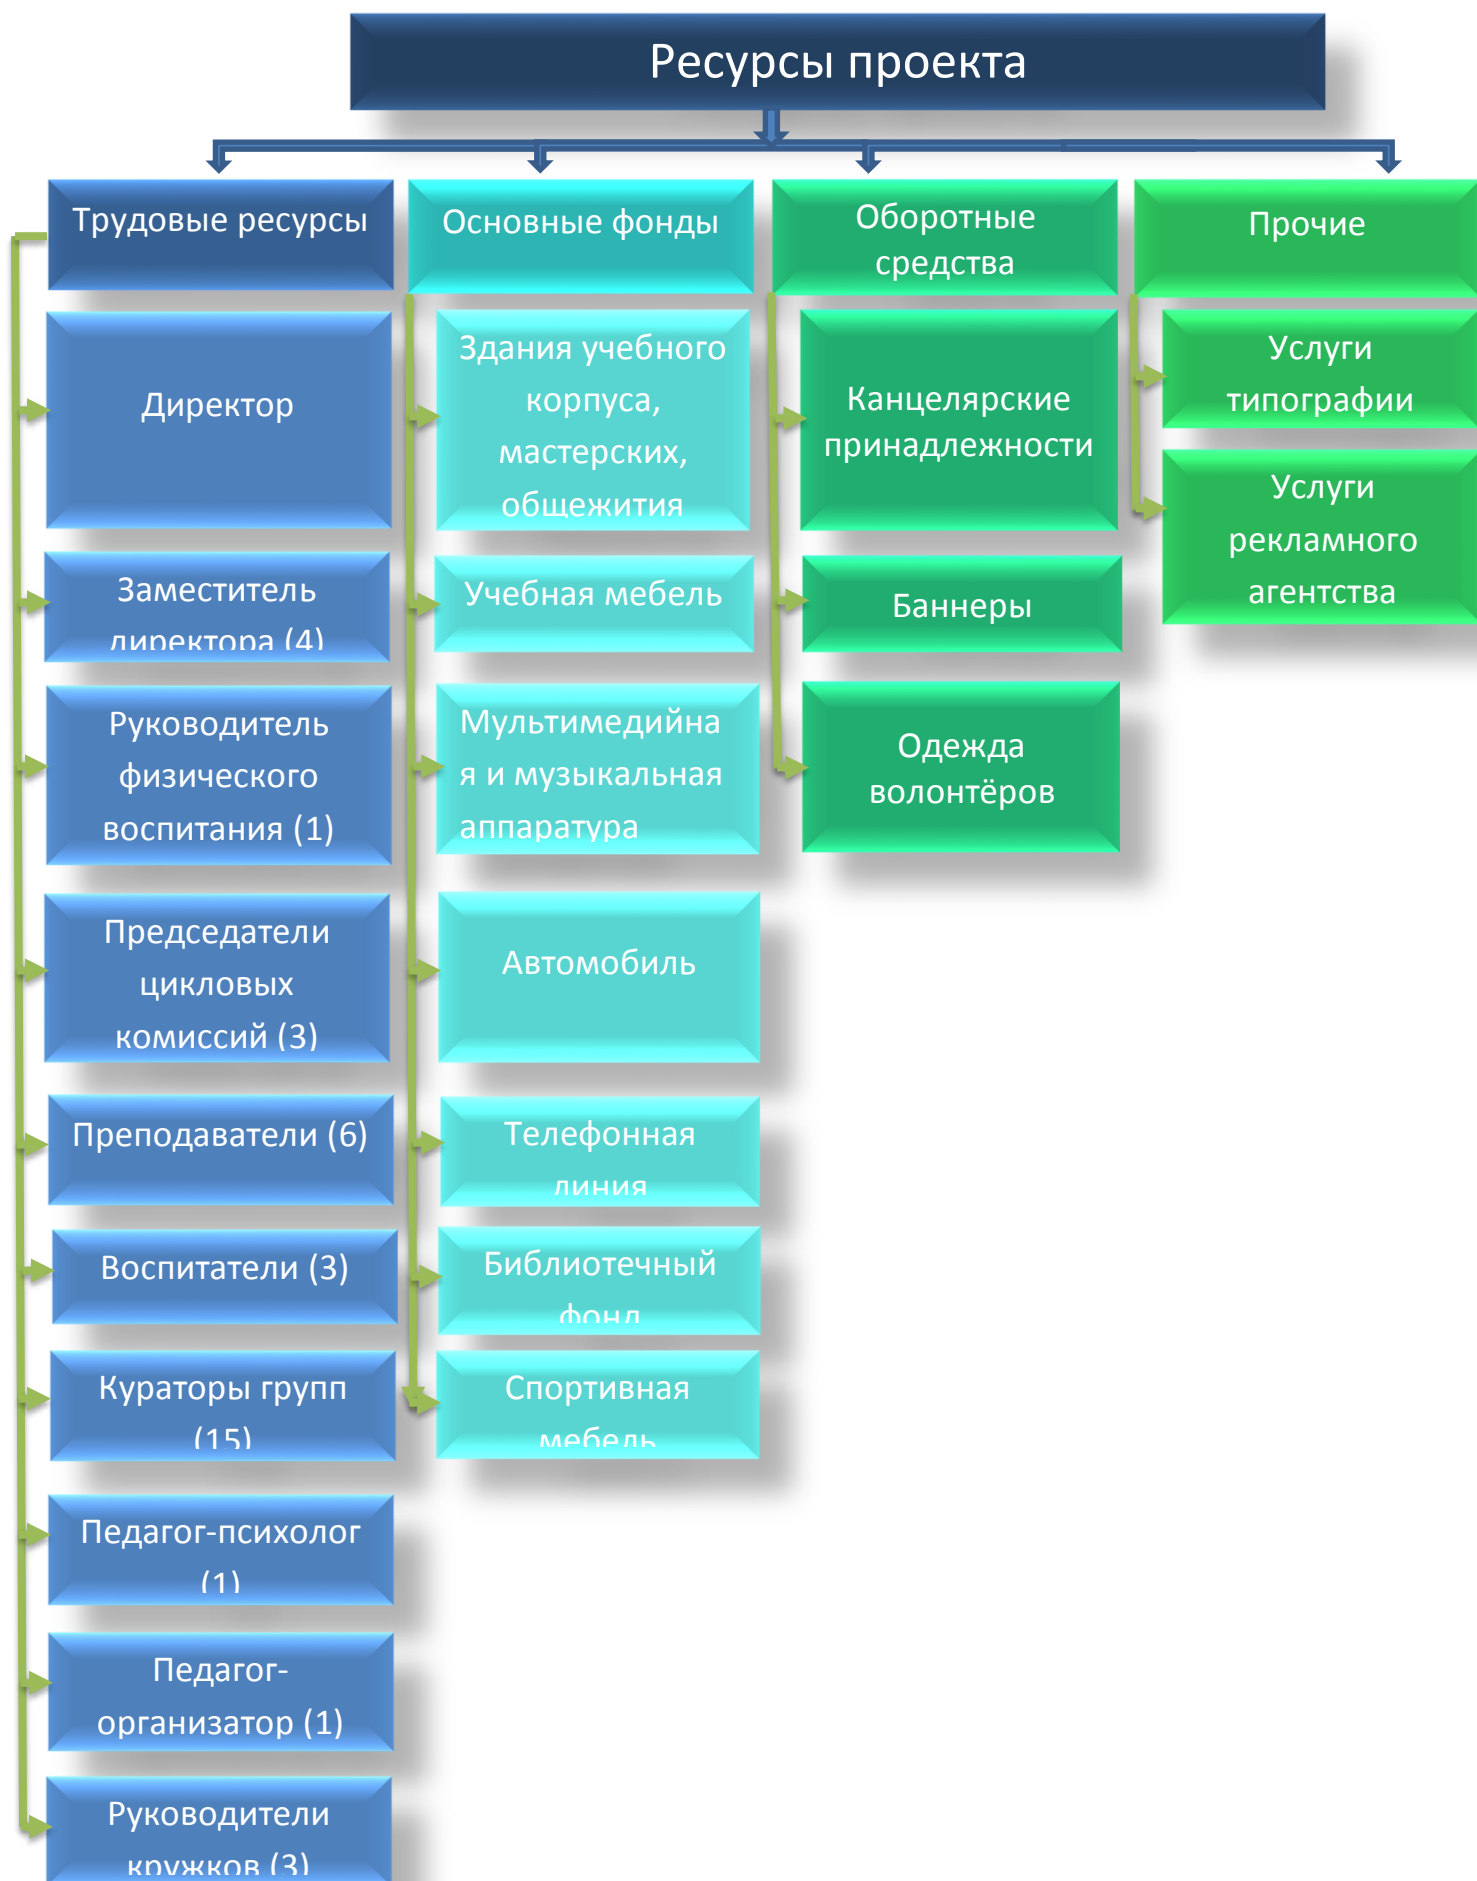 Ресурсы проекта
Трудовые ресурсы
Директор
Заместитель
директора (4)
Руководитель
физического
воспитания (1)
Председатели
цикловых
комиссий (3)
Преподаватели (6)
Воспитатели (3)
Кураторы групп
(15)
Педагог-психолог
(1)
Педагог-
организатор (1)
Руководители
кружков (3)
Основные фонды
Здания учебного
корпуса,
мастерских,
общежития
Учебная мебель
Мультимедийна
я и музыкальная
аппаратура
Автомобиль
Телефонная
линия
Библиотечный
фонд
Спортивная
мебель
Оборотные
средства
Канцелярские
принадлежности
Баннеры
Одежда
волонтёров
Прочие
Услуги
типографии
Услуги
рекламного
агентства